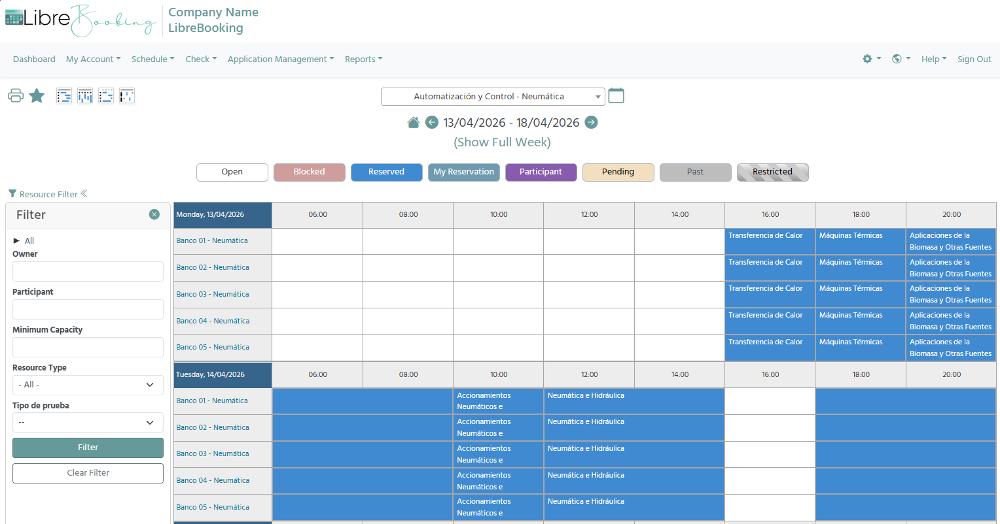 LibreBooking
Company Name
LibreBooking
Dashboard My Account Schedule Check Application Management Reports Help Sign Out
Automatización y Control - Neumática
13/04/2026 - 18/04/2026
(Show Full Week)
Open Blocked Reserved My Reservation Participant Pending Past Restricted
Resource Filter
Filter
All
Owner
Participant
Minimum Capacity
Resource Type
- All -
Tipo de prueba
--
Filter
Clear Filter
Monday, 13/04/2026 06:00 08:00 10:00 12:00 14:00 16:00 18:00 20:00
Banco 01 - Neumática Transferencia de Calor Máquinas Térmicas Aplicaciones de la
Biomasa y Otras Fuentes
Banco 02 - Neumática Transferencia de Calor Máquinas Térmicas Aplicaciones de la
Biomasa y Otras Fuentes
Banco 03 - Neumática Transferencia de Calor Máquinas Térmicas Aplicaciones de la
Biomasa y Otras Fuentes
Banco 04 - Neumática Transferencia de Calor Máquinas Térmicas Aplicaciones de la
Biomasa y Otras Fuentes
Banco 05 - Neumática Transferencia de Calor Máquinas Térmicas Aplicaciones de la
Biomasa y Otras Fuentes
Tuesday, 14/04/2026 06:00 08:00 10:00 12:00 14:00 16:00 18:00 20:00
Banco 01 - Neumática Accionamientos Neumática e Hidráulica
Neumáticos e
Banco 02 - Neumática Accionamientos Neumática e Hidráulica
Neumáticos e
Banco 03 - Neumática Accionamientos Neumática e Hidráulica
Neumáticos e
Banco 04 - Neumática Accionamientos Neumática e Hidráulica
Neumáticos e
Banco 05 - Neumática Accionamientos Neumática e Hidráulica
Neumáticos e